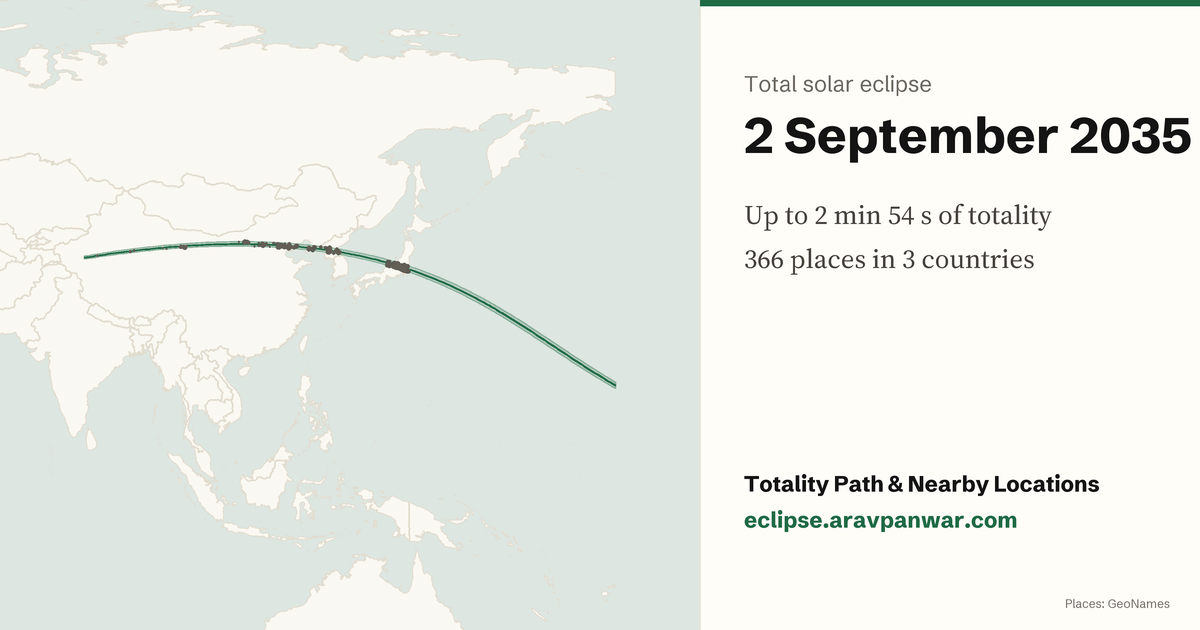 Total solar eclipse
2 September 2035
Up to 2 min 54 s of totality
366 places in 3 countries
Totality Path & Nearby Locations
eclipse.aravpanwar.com
Places: GeoNames